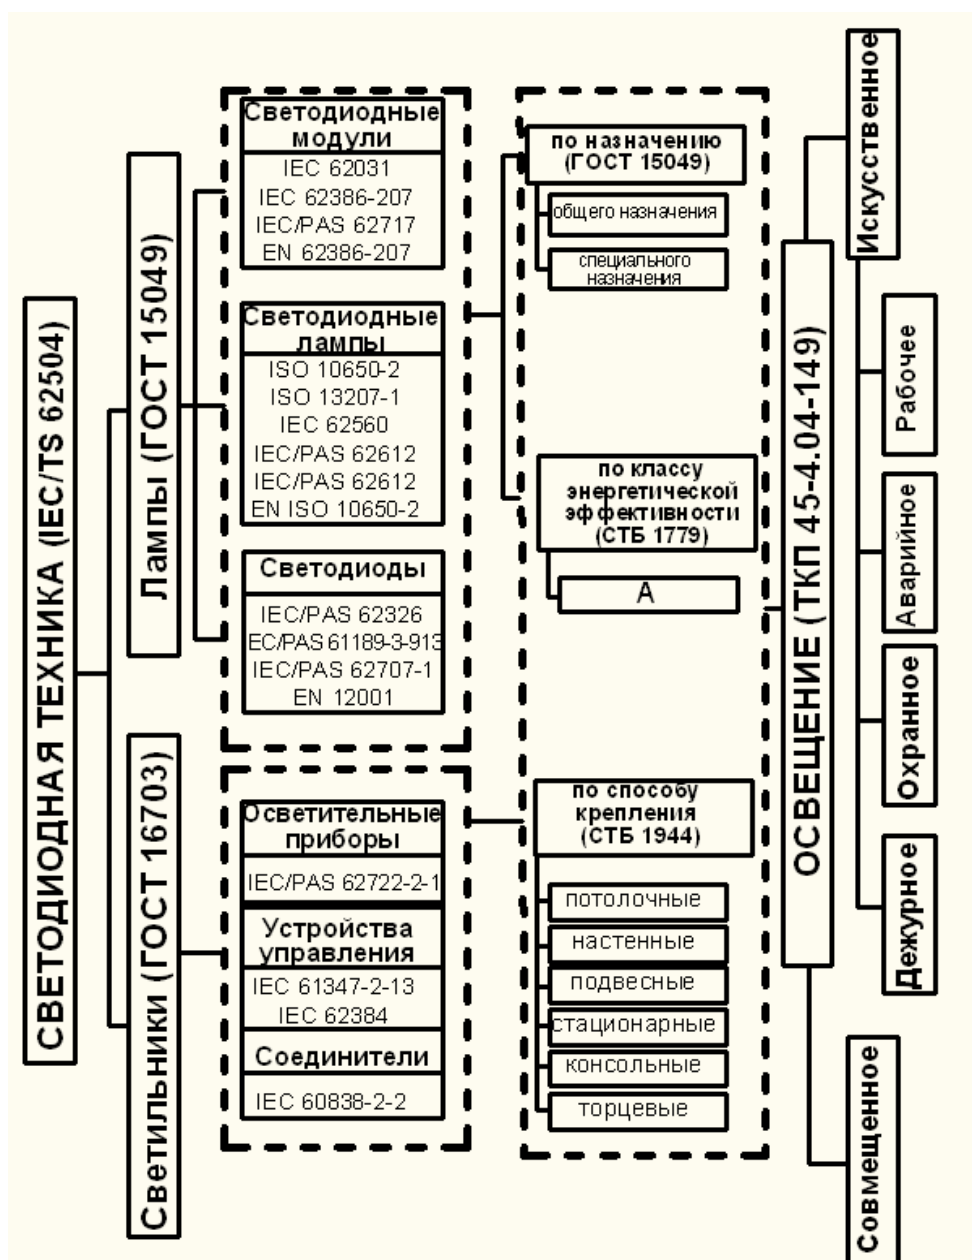 СВЕТОДИОДНАЯ ТЕХНИКА (IEC/TS 62504)
Лампы (ГОСТ 15049)
Светильники (ГОСТ 16703)
Светодиодные
модули
IEC 62031
IEC 62386-207
IEC/PAS 62717
EN 62386-207
Светодиодные
лампы
ISO 10650-2
ISO 13207-1
IEC 62560
IEC/PAS 62612
IEC/PAS 62612
EN ISO 10650-2
Светодиоды
IEC/PAS 62326
EC/PAS 61189-3-913
IEC/PAS 62707-1
EN 12001
Осветительные
приборы
IEC/PAS 62722-2-1
Устройства
управления
IEC 61347-2-13
IEC 62384
Соединители
IEC 60838-2-2
по назначению
(ГОСТ 15049)
общего назначения
специального
назначения
по классу
энергетической
эффективности
(СТБ 1779)
А
по способу
крепления
(СТБ 1944)
потолочные
настенные
подвесные
стационарные
консольные
торцевые
ОСВЕЩЕНИЕ (ТКП 45-4.04-149)
Искусственное
Рабочее
Аварийное
Охранное
Дежурное
Совмещенное